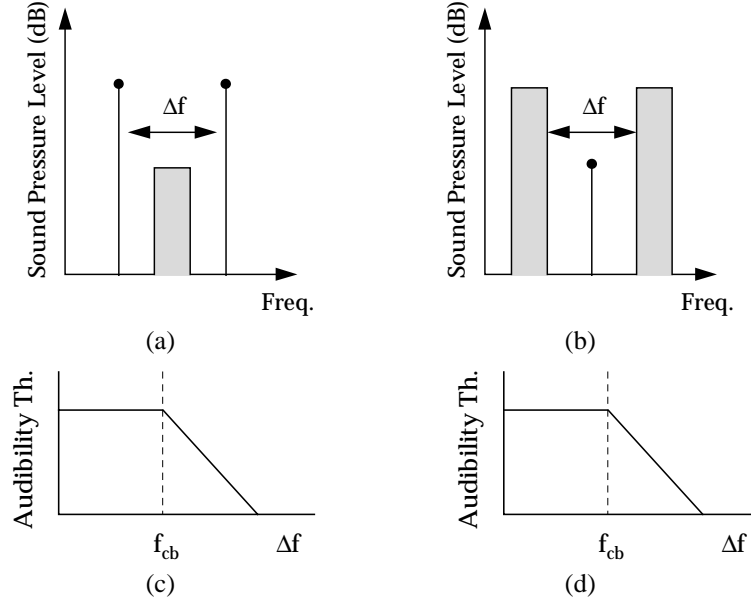 Sound Pressure Level (dB)
Δf
Freq.
(a)
Sound Pressure Level (dB)
Δf
Freq.
(b)
Audibility Th.
f_cb
Δf
(c)
Audibility Th.
f_cb
Δf
(d)